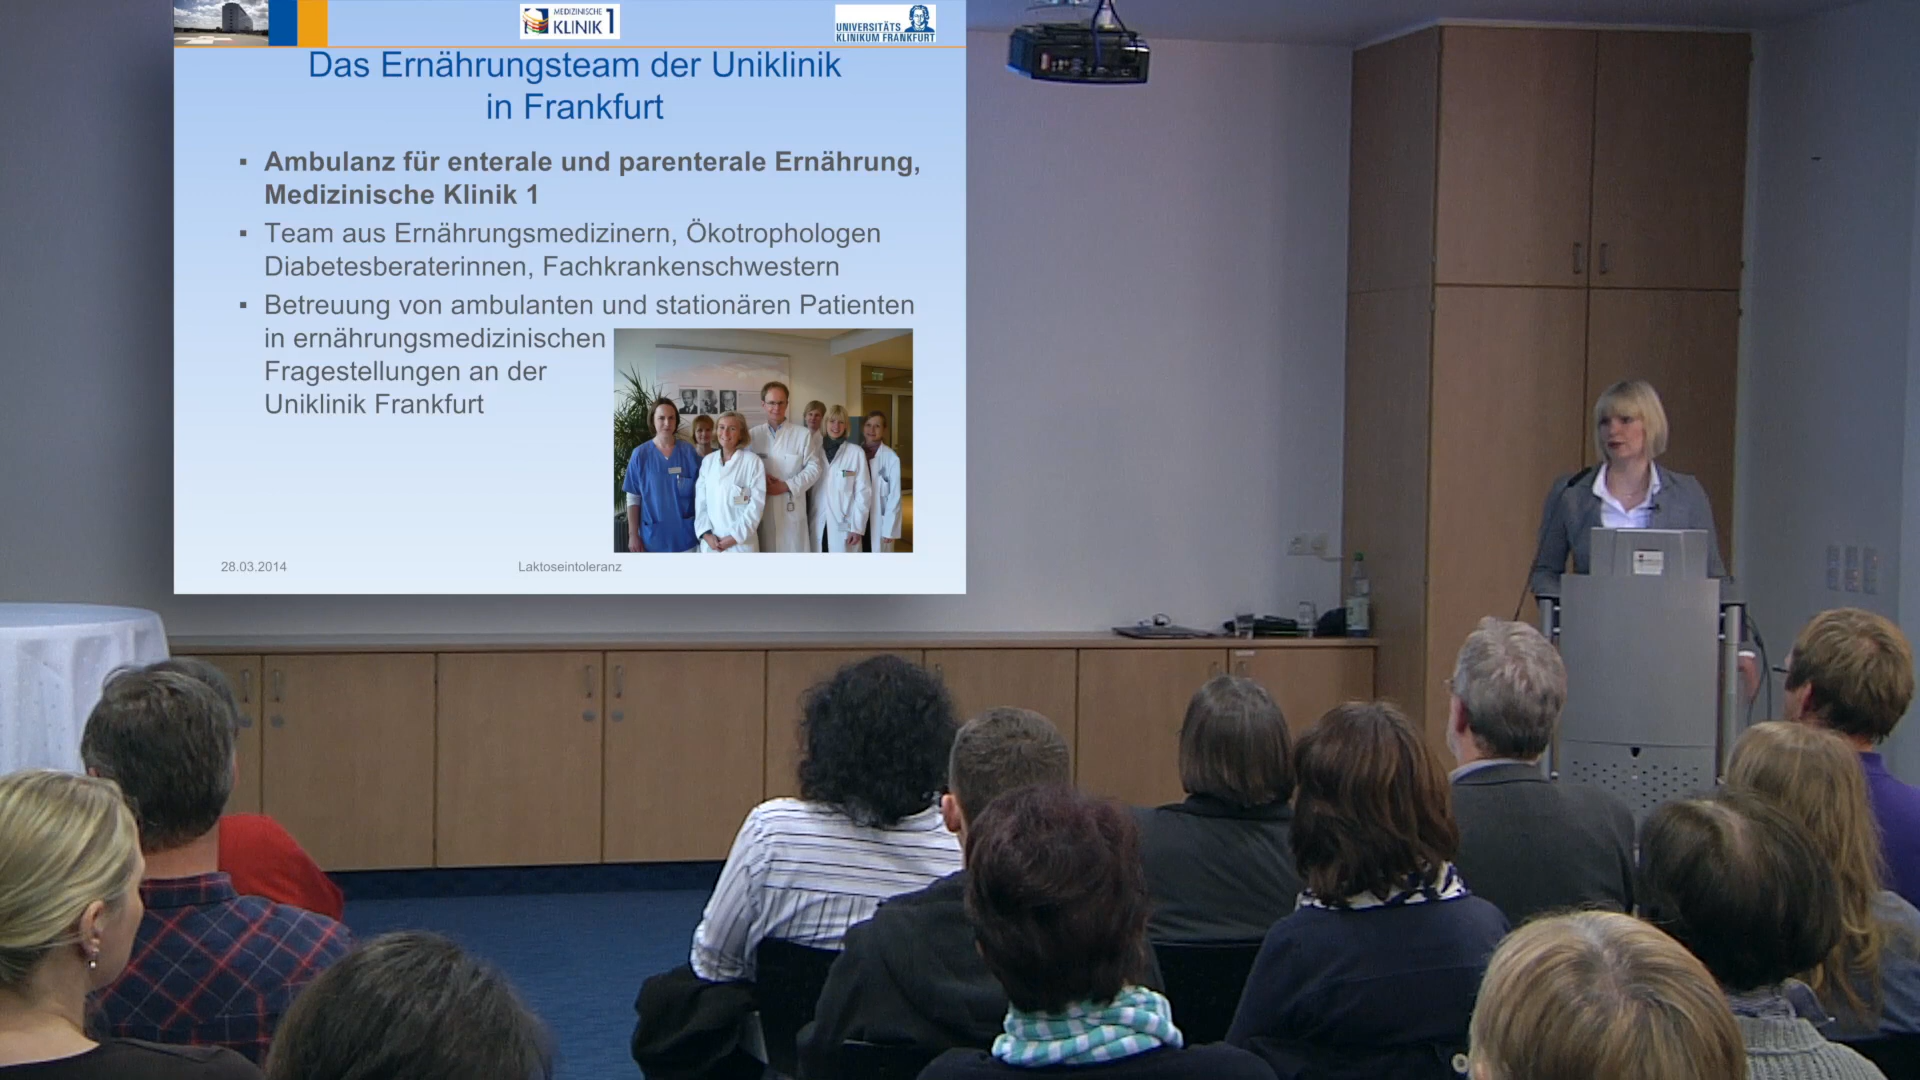 MEDIZINISCHE
KLINIK 1
UNIVERSITÄTS
KLINIKUM FRANKFURT
Das Ernährungsteam der Uniklinik
in Frankfurt
▪ Ambulanz für enterale und parenterale Ernährung,
Medizinische Klinik 1
▪ Team aus Ernährungsmedizinern, Ökotrophologen
Diabetesberaterinnen, Fachkrankenschwestern
▪ Betreuung von ambulanten und stationären Patienten
in ernährungsmedizinischen
Fragestellungen an der
Uniklinik Frankfurt
28.03.2014
Laktoseintoleranz